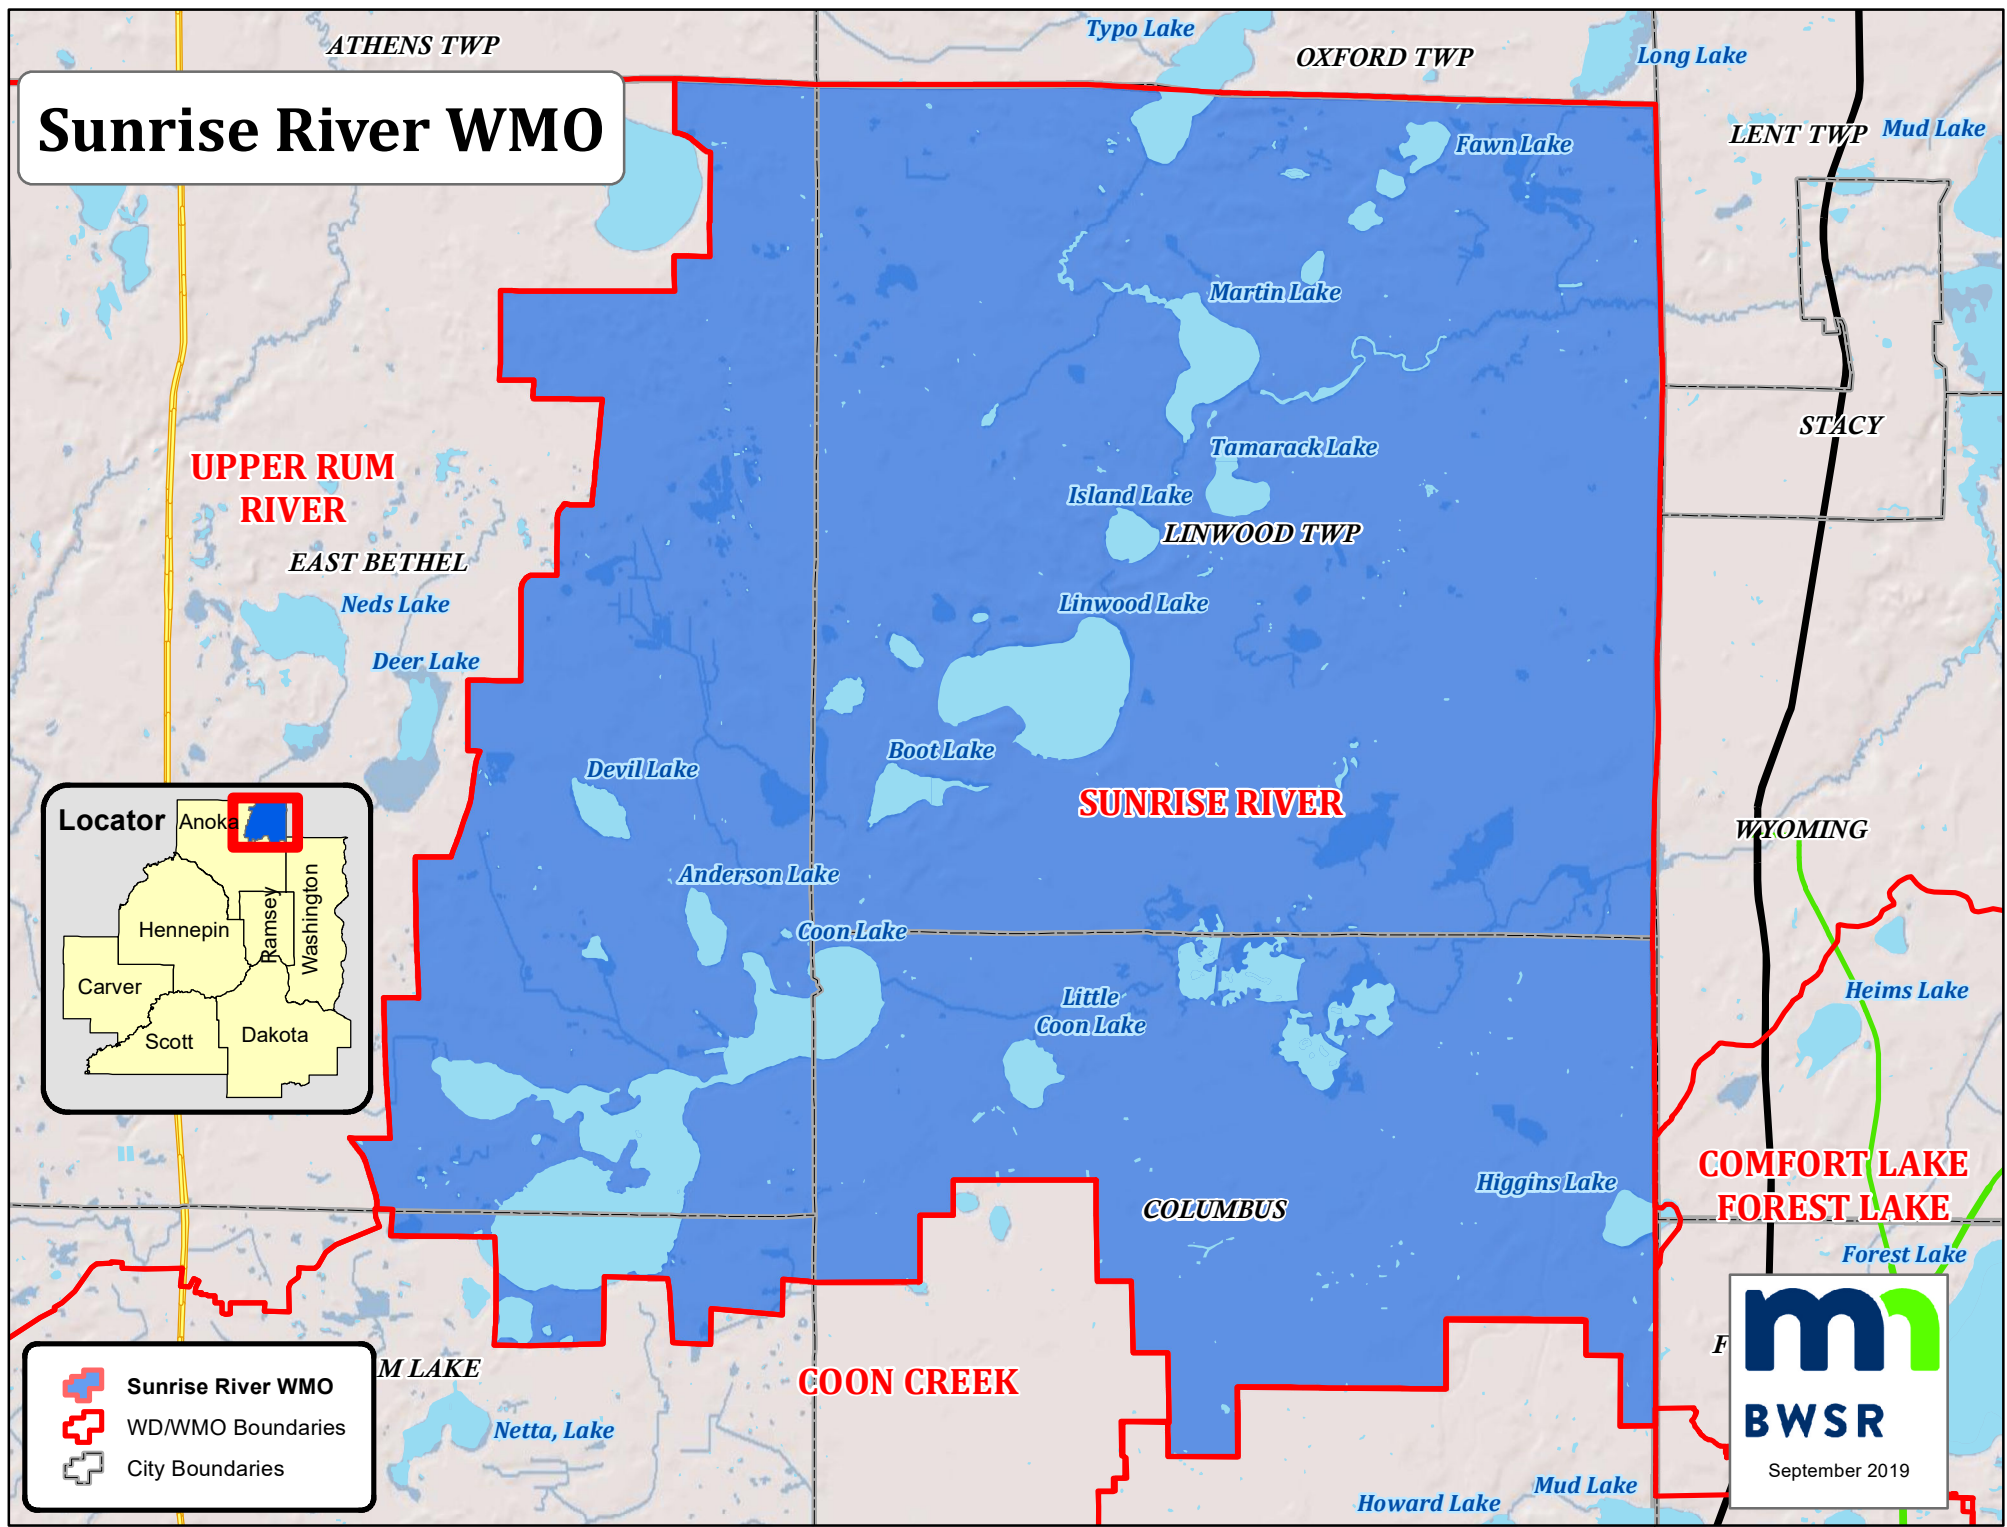 Typo Lake
ATHENS TWP
OXFORD TWP
Long Lake
Sunrise River WMO
LENT TWP
Mud Lake
Fawn Lake
Martin Lake
STACY
Tamarack Lake
UPPER RUM
RIVER
Island Lake
LINWOOD TWP
EAST BETHEL
Neds Lake
Linwood Lake
Deer Lake
Boot Lake
Devil Lake
SUNRISE RIVER
WYOMING
Locator
Anoka
Hennepin
Ramsey
Washington
Carver
Scott
Dakota
Anderson Lake
Coon Lake
Little
Coon Lake
Heims Lake
COMFORT LAKE
FOREST LAKE
Higgins Lake
COLUMBUS
Forest Lake
F
M LAKE
COON CREEK
Netta, Lake
Howard Lake
Mud Lake
Sunrise River WMO
WD/WMO Boundaries
City Boundaries
mn
BWSR
September 2019